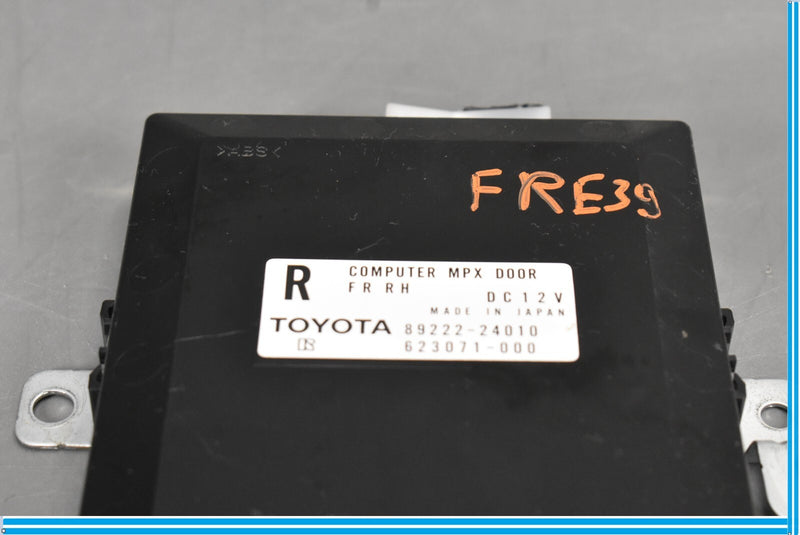 >ABS<
FRE39
R
COMPUTER MPX DOOR
FR RH
DC12V
MADE IN JAPAN
TOYOTA 89222-24010
623071-000